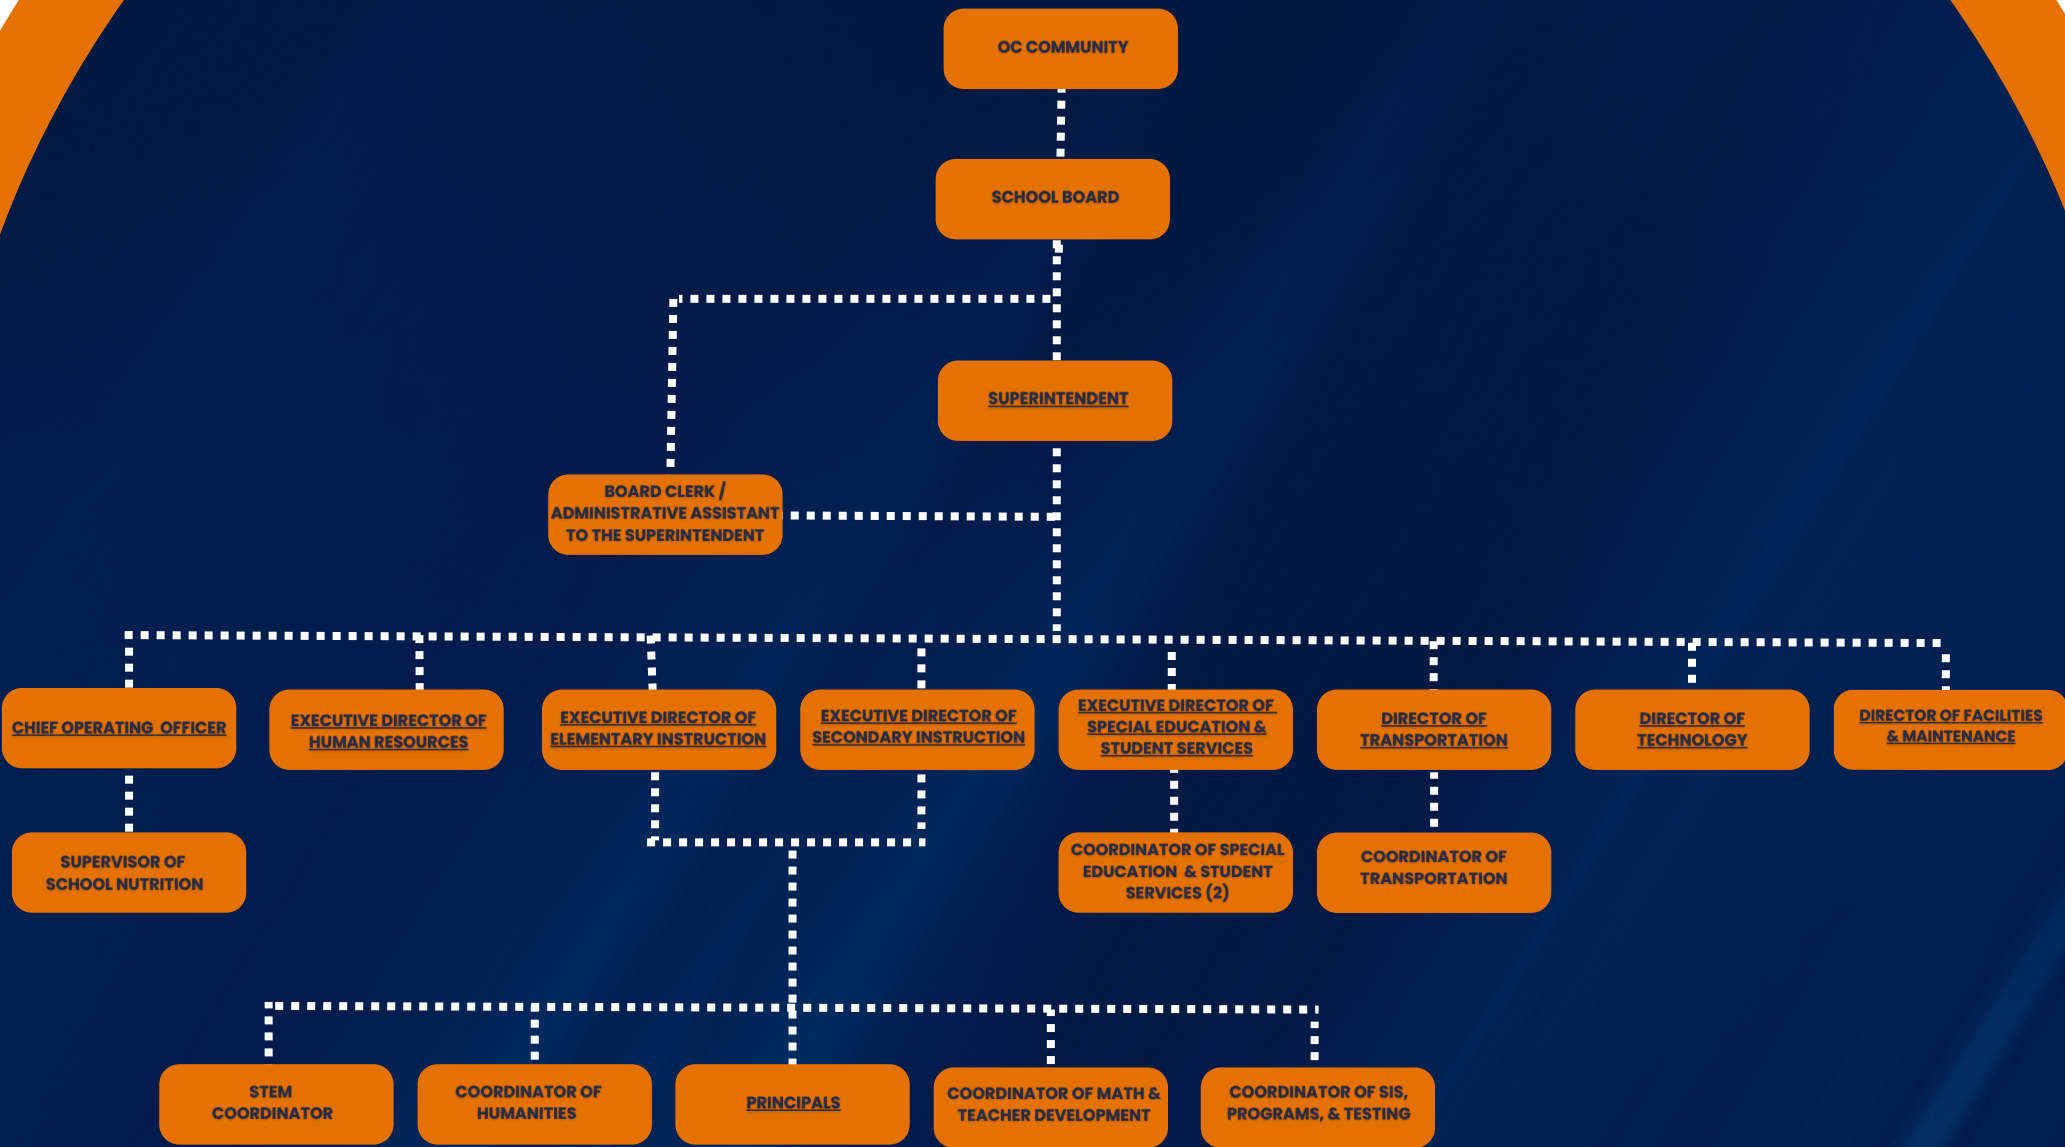 OC COMMUNITY
SCHOOL BOARD
SUPERINTENDENT
BOARD CLERK /
ADMINISTRATIVE ASSISTANT
TO THE SUPERINTENDENT
CHIEF OPERATING  OFFICER
EXECUTIVE DIRECTOR OF
HUMAN RESOURCES
EXECUTIVE DIRECTOR OF
ELEMENTARY INSTRUCTION
EXECUTIVE DIRECTOR OF
SECONDARY INSTRUCTION
EXECUTIVE DIRECTOR OF
SPECIAL EDUCATION &
STUDENT SERVICES
DIRECTOR OF
TRANSPORTATION
DIRECTOR OF
TECHNOLOGY
DIRECTOR OF FACILITIES
& MAINTENANCE
SUPERVISOR OF
SCHOOL NUTRITION
COORDINATOR OF SPECIAL
EDUCATION  & STUDENT
SERVICES (2)
COORDINATOR OF
TRANSPORTATION
STEM
COORDINATOR
COORDINATOR OF
HUMANITIES
PRINCIPALS
COORDINATOR OF MATH &
TEACHER DEVELOPMENT
COORDINATOR OF SIS,
PROGRAMS, & TESTING